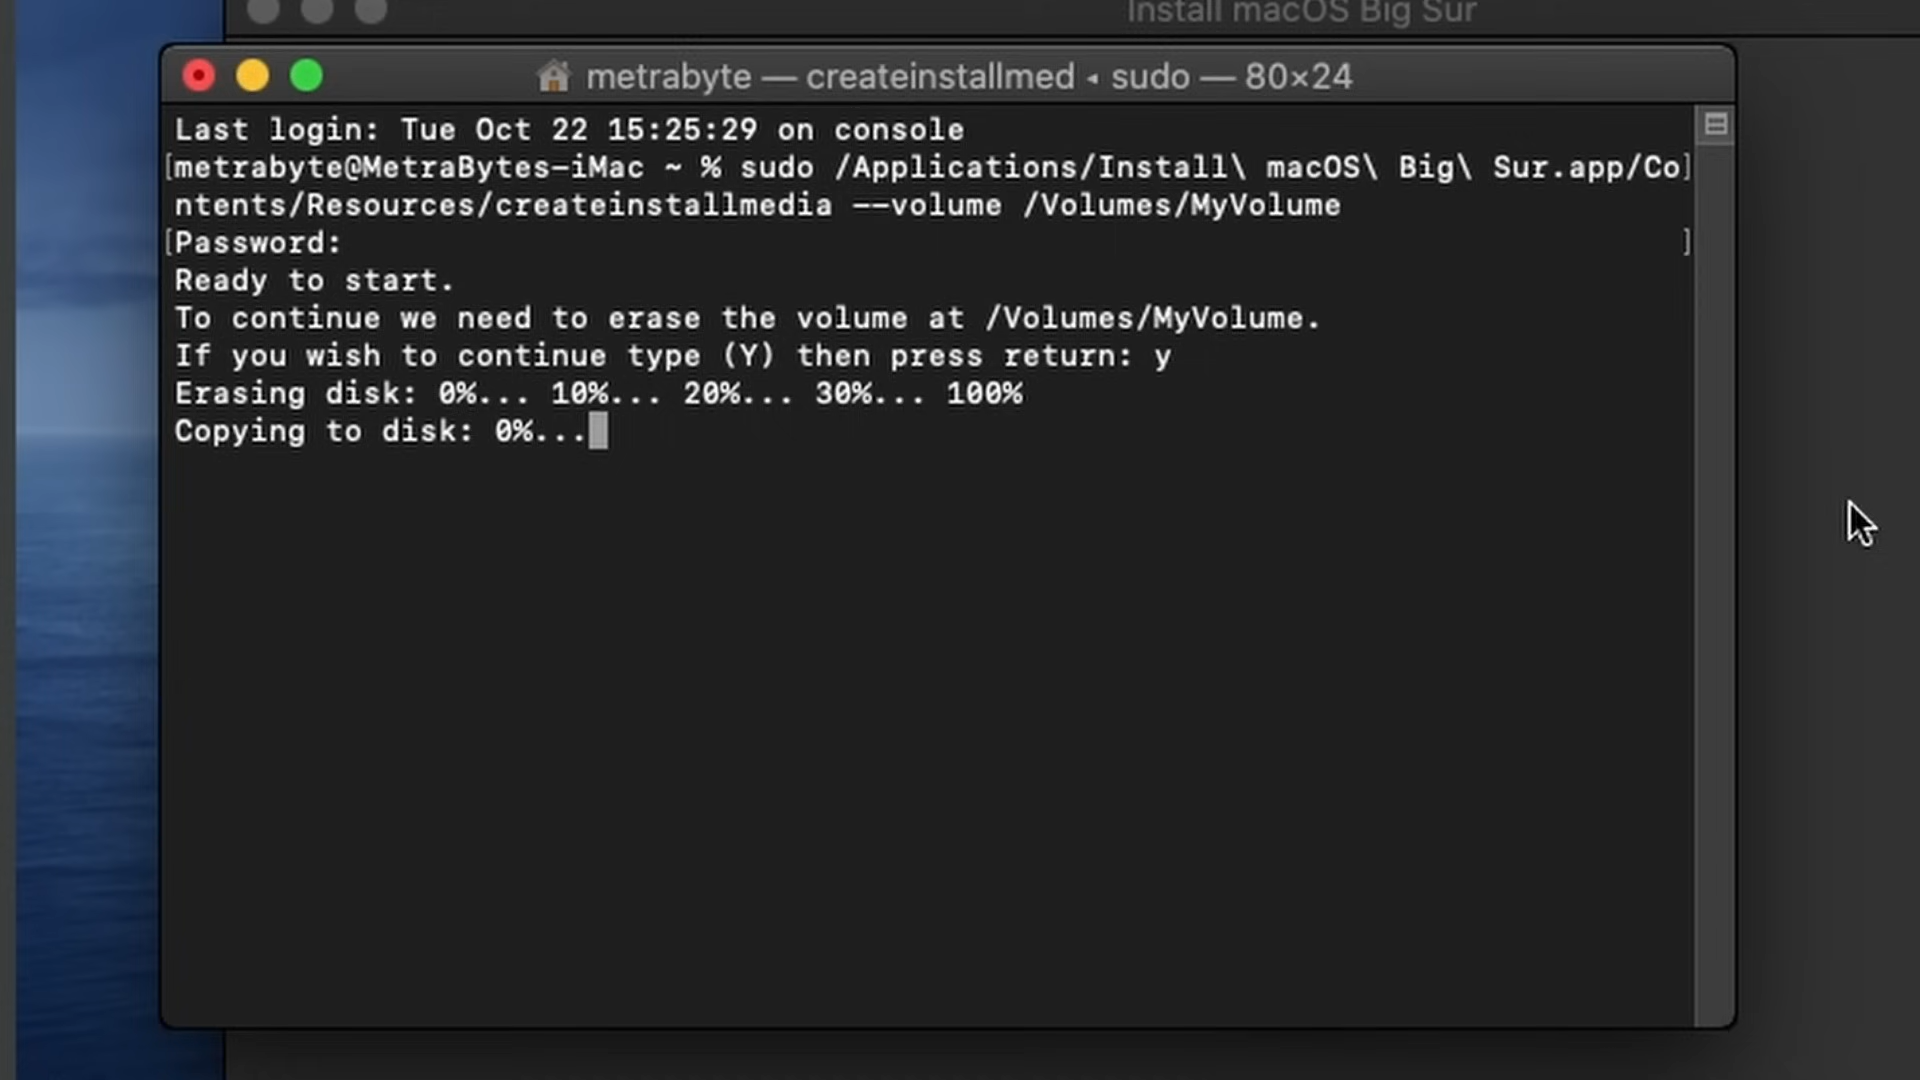 Install macOS Big Sur
metrabyte — createinstallmed ◂ sudo — 80×24
Last login: Tue Oct 22 15:25:29 on console
[metrabyte@MetraBytes-iMac ~ % sudo /Applications/Install\ macOS\ Big\ Sur.app/Co]
ntents/Resources/createinstallmedia --volume /Volumes/MyVolume
[Password: ]
Ready to start.
To continue we need to erase the volume at /Volumes/MyVolume.
If you wish to continue type (Y) then press return: y
Erasing disk: 0%... 10%... 20%... 30%... 100%
Copying to disk: 0%...